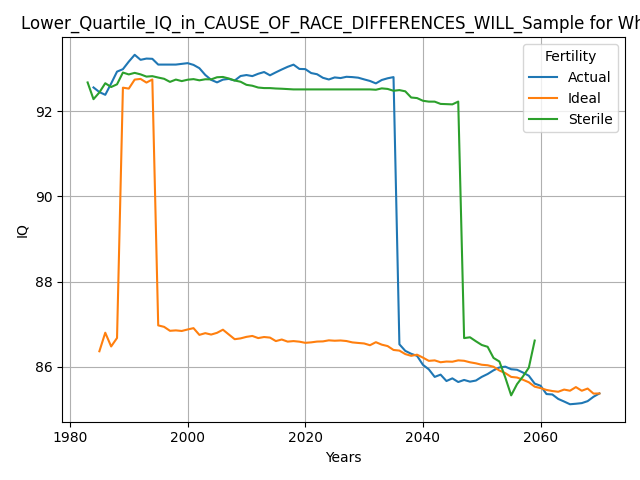 Lower_Quartile_IQ_in_CAUSE_OF_RACE_DIFFERENCES_WILL_Sample for Wh
Fertility
Actual
Ideal
Sterile
92
90
88
86
IQ
1980
2000
2020
2040
2060
Years